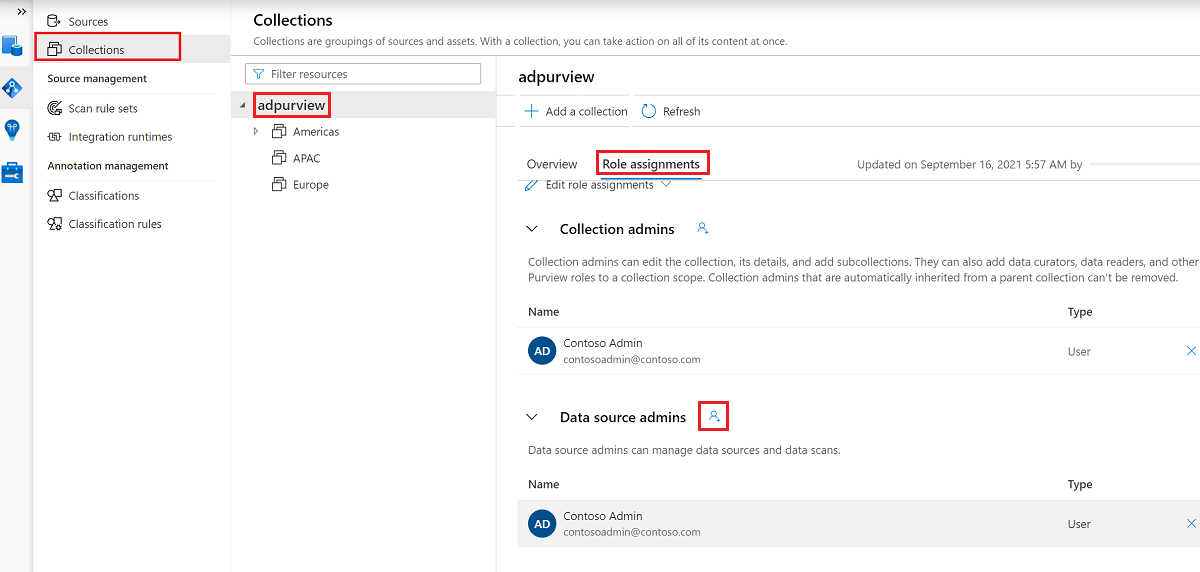 Sources
Collections
Source management
Scan rule sets
Integration runtimes
Annotation management
Classifications
Classification rules
Collections
Collections are groupings of sources and assets. With a collection, you can take action on all of its content at once.
Filter resources
adpurview
Americas
APAC
Europe
adpurview
Add a collection
Refresh
Overview
Role assignments
Updated on September 16, 2021 5:57 AM by
Edit role assignments
Collection admins
Collection admins can edit the collection, its details, and add subcollections. They can also add data curators, data readers, and other
Purview roles to a collection scope. Collection admins that are automatically inherited from a parent collection can't be removed.
Name Type
AD Contoso Admin
contosoadmin@contoso.com
User
Data source admins
Data source admins can manage data sources and data scans.
Name Type
AD Contoso Admin
contosoadmin@contoso.com
User